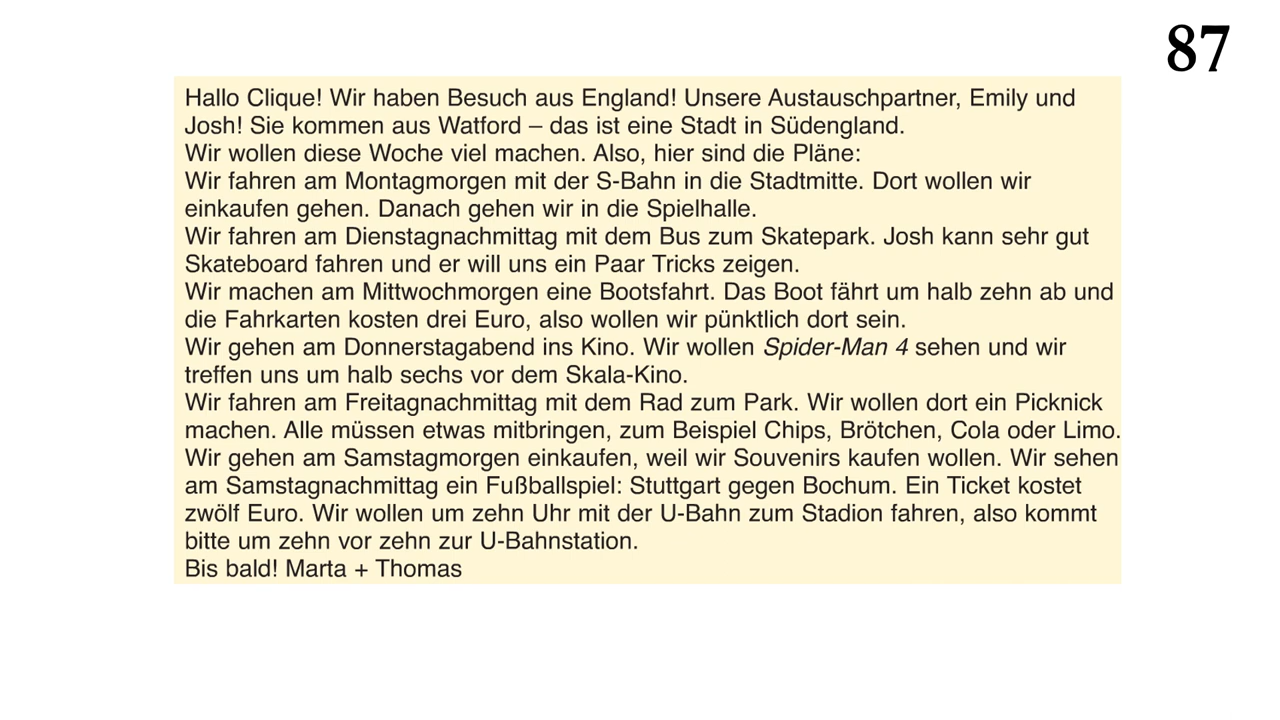 87
Hallo Clique! Wir haben Besuch aus England! Unsere Austauschpartner, Emily und
Josh! Sie kommen aus Watford – das ist eine Stadt in Südengland.
Wir wollen diese Woche viel machen. Also, hier sind die Pläne:
Wir fahren am Montagmorgen mit der S-Bahn in die Stadtmitte. Dort wollen wir
einkaufen gehen. Danach gehen wir in die Spielhalle.
Wir fahren am Dienstagnachmittag mit dem Bus zum Skatepark. Josh kann sehr gut
Skateboard fahren und er will uns ein Paar Tricks zeigen.
Wir machen am Mittwochmorgen eine Bootsfahrt. Das Boot fährt um halb zehn ab und
die Fahrkarten kosten drei Euro, also wollen wir pünktlich dort sein.
Wir gehen am Donnerstagabend ins Kino. Wir wollen Spider-Man 4 sehen und wir
treffen uns um halb sechs vor dem Skala-Kino.
Wir fahren am Freitagnachmittag mit dem Rad zum Park. Wir wollen dort ein Picknick
machen. Alle müssen etwas mitbringen, zum Beispiel Chips, Brötchen, Cola oder Limo.
Wir gehen am Samstagmorgen einkaufen, weil wir Souvenirs kaufen wollen. Wir sehen
am Samstagnachmittag ein Fußballspiel: Stuttgart gegen Bochum. Ein Ticket kostet
zwölf Euro. Wir wollen um zehn Uhr mit der U-Bahn zum Stadion fahren, also kommt
bitte um zehn vor zehn zur U-Bahnstation.
Bis bald! Marta + Thomas